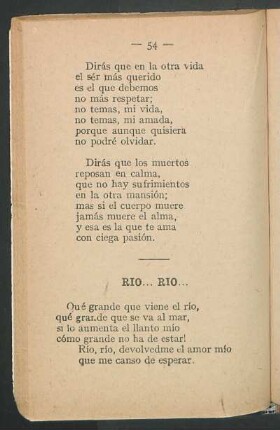 — 54 —
Dirás que en la otra vida
el sér más querido
es el que debemos
no más respetar;
no temas, mi vida,
no temas, mi amada,
porque aunque quisiera
no podré olvidar.
Dirás que los muertos
reposan en calma,
que no hay sufrimientos
en la otra mansión;
mas si el cuerpo muere
jamás muere el alma,
y esa es la que te ama
con ciega pasión.
RIO... RIO...
Qué grande que viene el río,
qué grande que se va al mar,
si lo aumenta el llanto mío
cómo grande no ha de estar!
Río, río, devolvedme el amor mío
que me canso de esperar.